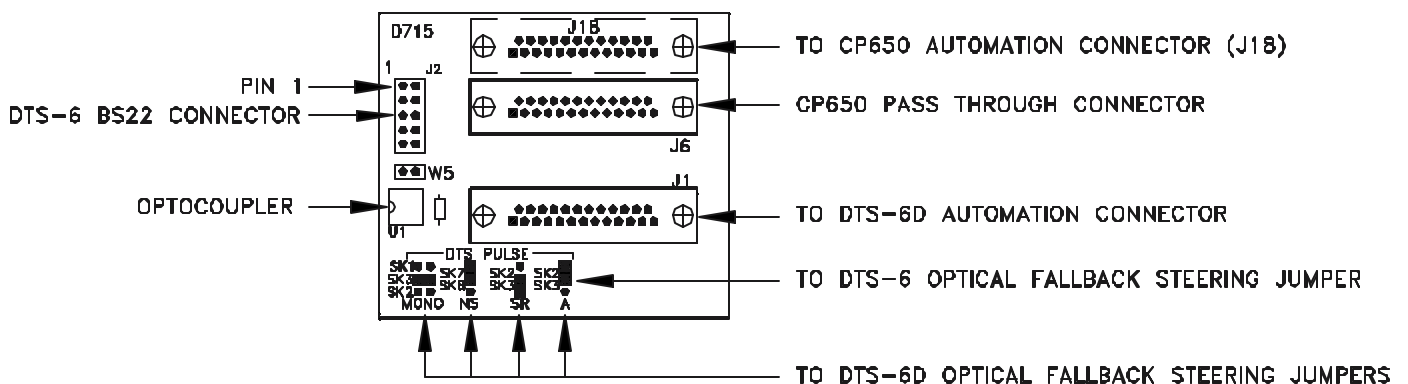 D715
J18
TO CP650 AUTOMATION CONNECTOR (J18)
1 J2
PIN 1
DTS-6 BS22 CONNECTOR
CP650 PASS THROUGH CONNECTOR
J6
W5
J1
OPTOCOUPLER
U1
TO DTS-6D AUTOMATION CONNECTOR
DTS PULSE
SK1 SK7 SK2 SK2
SK3 SK8 SK3 SK3
SK2
TO DTS-6 OPTICAL FALLBACK STEERING JUMPER
MONO NS SR A
TO DTS-6D OPTICAL FALLBACK STEERING JUMPERS